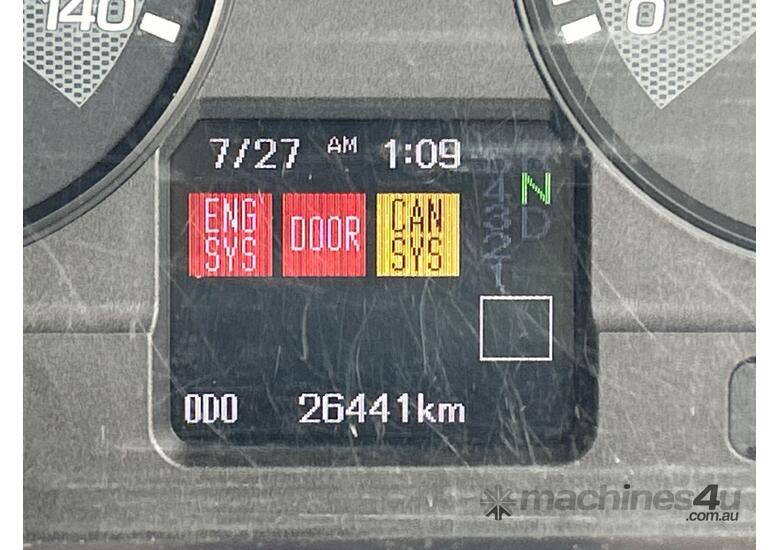 140
0
7/27 AM 1:09
N
4
3 D
2
1
ENG SYS
DOOR
CAN SYS
ODO 26441km
machines4u
.com.au